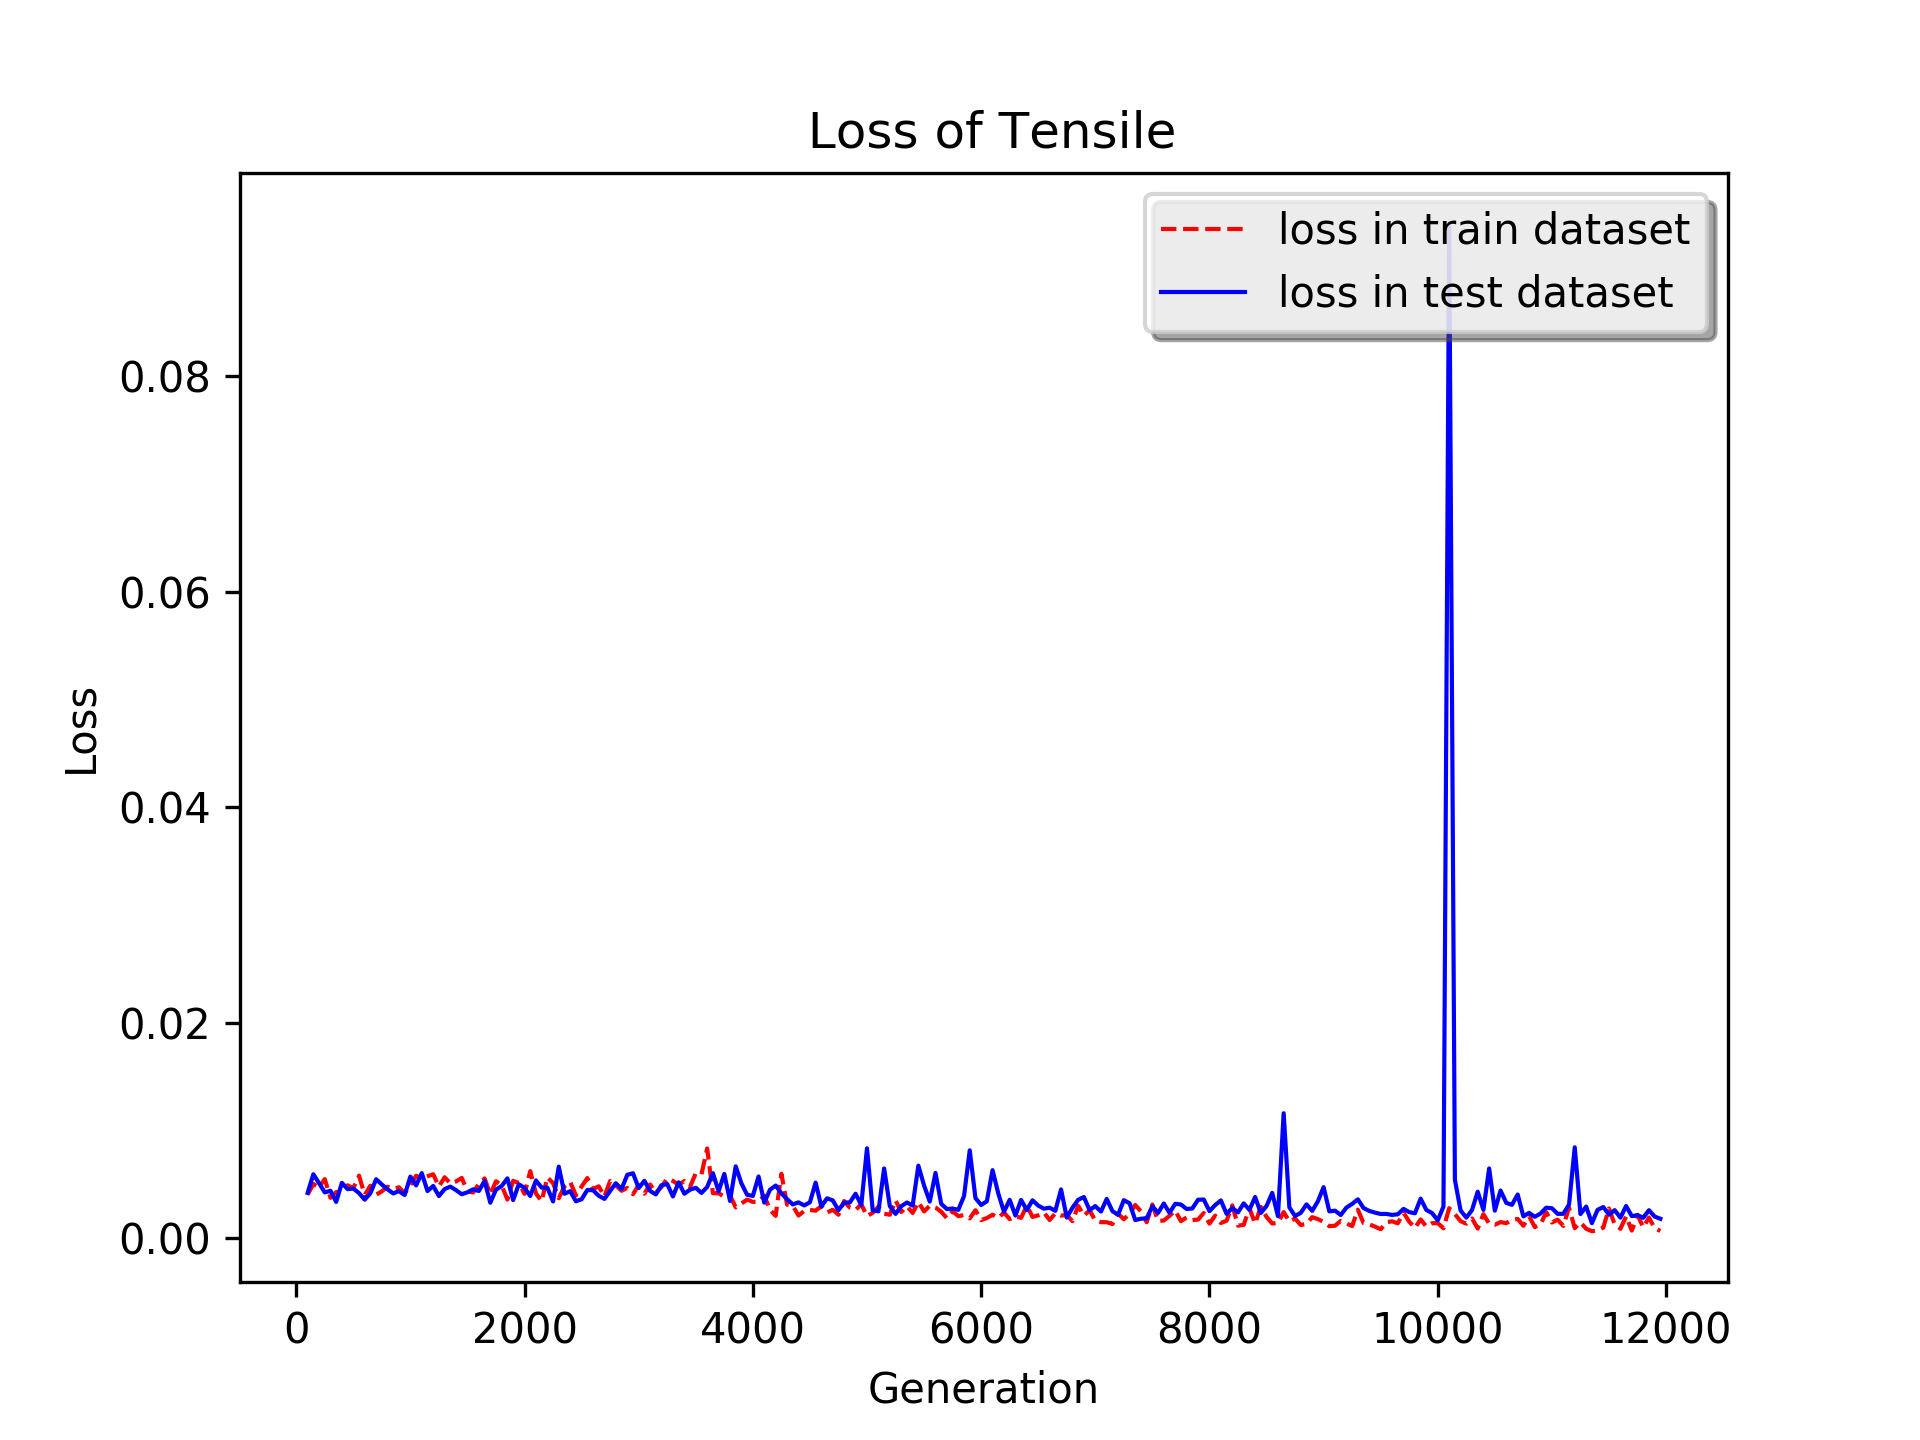 Loss of Tensile
loss in train dataset
loss in test dataset
0.08
0.06
0.04
0.02
0.00
Loss
0 2000 4000 6000 8000 10000 12000
Generation